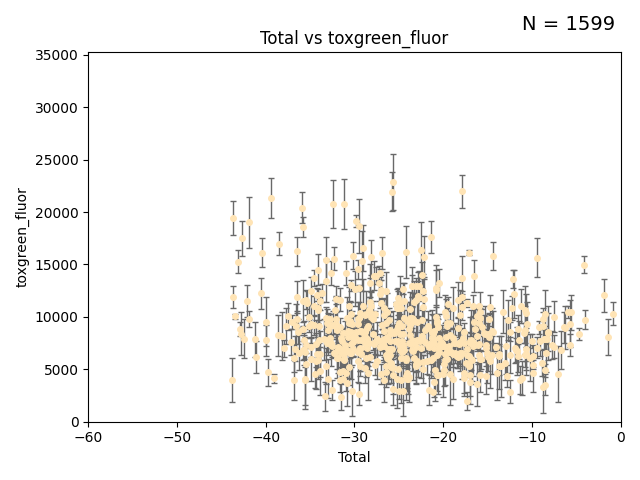 N = 1599
Total vs toxgreen_fluor
35000
30000
25000
20000
15000
10000
5000
0
toxgreen_fluor
−60 −50 −40 −30 −20 −10 0
Total